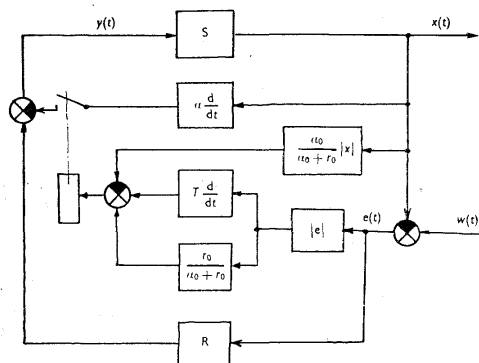 y(t)
S
x(t)
α d/dt
α₀/(α₀ + r₀) |x|
T d/dt
|e|
e(t)
w(t)
r₀/(α₀ + r₀)
R